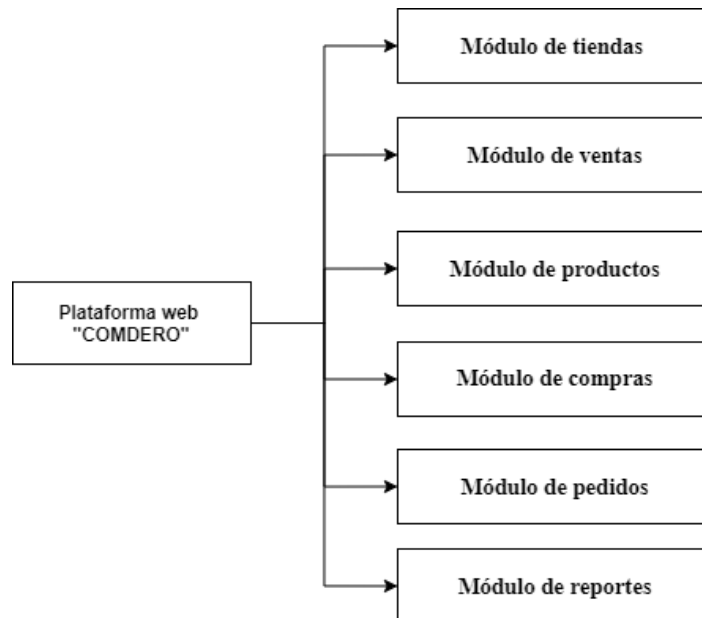 Módulo de tiendas
Módulo de ventas
Módulo de productos
Plataforma web
"COMDERO"
Módulo de compras
Módulo de pedidos
Módulo de reportes